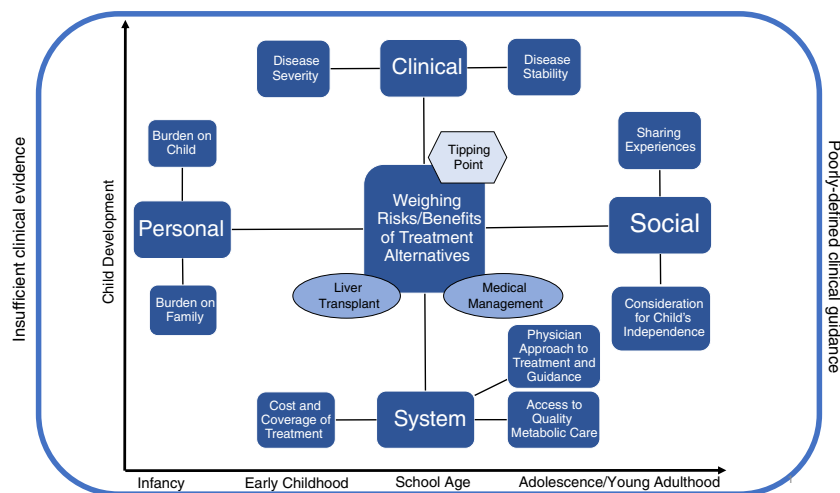 Disease
Severity
Clinical
Disease
Stability
Burden on
Child
Tipping
Point
Sharing
Experiences
Insufficient clinical evidence
Child Development
Personal
Weighing
Risks/Benefits
of Treatment
Alternatives
Social
Poorly-defined clinical guidance
Burden on
Family
Liver
Transplant
Medical
Management
Consideration
for Child's
Independence
Physician
Approach to
Treatment and
Guidance
Cost and
Coverage of
Treatment
System
Access to
Quality
Metabolic Care
Infancy
Early Childhood
School Age
Adolescence/Young Adulthood